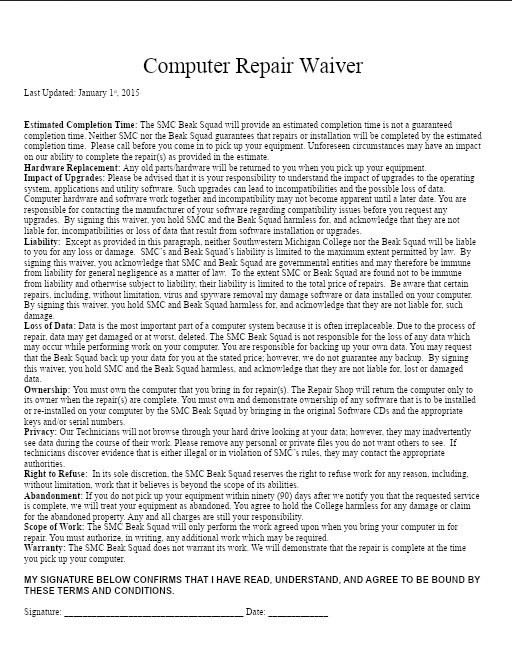 Computer Repair Waiver
Last Updated: January 1st, 2015
Estimated Completion Time: The SMC Beak Squad will provide an estimated completion time is not a guaranteed
completion time. Neither SMC nor the Beak Squad guarantees that repairs or installation will be completed by the estimated
completion time.  Please call before you come in to pick up your equipment. Unforeseen circumstances may have an impact
on our ability to complete the repair(s) as provided in the estimate.
Hardware Replacement: Any old parts/hardware will be returned to you when you pick up your equipment.
Impact of Upgrades: Please be advised that it is your responsibility to understand the impact of upgrades to the operating
system, applications and utility software. Such upgrades can lead to incompatibilities and the possible loss of data.
Computer hardware and software work together and incompatibility may not become apparent until a later date. You are
responsible for contacting the manufacturer of your software regarding compatibility issues before you request any
upgrades.  By signing this waiver, you hold SMC and the Beak Squad harmless for, and acknowledge that they are not
liable for, incompatibilities or loss of data that result from software installation or upgrades.
Liability:  Except as provided in this paragraph, neither Southwestern Michigan College nor the Beak Squad will be liable
to you for any loss or damage.  SMC's and Beak Squad's liability is limited to the maximum extent permitted by law.  By
signing this waiver, you acknowledge that SMC and Beak Squad are governmental entities and may therefore be immune
from liability for general negligence as a matter of law.  To the extent SMC or Beak Squad are found not to be immune
from liability and otherwise subject to liability, their liability is limited to the total price of repairs.  Be aware that certain
repairs, including, without limitation, virus and spyware removal my damage software or data installed on your computer.
By signing this waiver, you hold SMC and Beak Squad harmless for, and acknowledge that they are not liable for, such
damage.
Loss of Data: Data is the most important part of a computer system because it is often irreplaceable. Due to the process of
repair, data may get damaged or at worst, deleted. The SMC Beak Squad is not responsible for the loss of any data which
may occur while performing work on your computer. You are responsible for backing up your own data. You may request
that the Beak Squad back up your data for you at the stated price; however, we do not guarantee any backup.  By signing
this waiver, you hold SMC and the Beak Squad harmless, and acknowledge that they are not liable for, lost or damaged
data.
Ownership: You must own the computer that you bring in for repair(s). The Repair Shop will return the computer only to
its owner when the repair(s) are complete. You must own and demonstrate ownership of any software that is to be installed
or re-installed on your computer by the SMC Beak Squad by bringing in the original Software CDs and the appropriate
keys and/or serial numbers.
Privacy: Our Technicians will not browse through your hard drive looking at your data; however, they may inadvertently
see data during the course of their work. Please remove any personal or private files you do not want others to see.  If
technicians discover evidence that is either illegal or in violation of SMC's rules, they may contact the appropriate
authorities.
Right to Refuse:  In its sole discretion, the SMC Beak Squad reserves the right to refuse work for any reason, including,
without limitation, work that it believes is beyond the scope of its abilities.
Abandonment: If you do not pick up your equipment within ninety (90) days after we notify you that the requested service
is complete, we will treat your equipment as abandoned. You agree to hold the College harmless for any damage or claim
for the abandoned property. Any and all charges are still your responsibility.
Scope of Work: The SMC Beak Squad will only perform the work agreed upon when you bring your computer in for
repair. You must authorize, in writing, any additional work which may be required.
Warranty: The SMC Beak Squad does not warrant its work. We will demonstrate that the repair is complete at the time
you pick up your computer.
MY SIGNATURE BELOW CONFIRMS THAT I HAVE READ, UNDERSTAND, AND AGREE TO BE BOUND BY
THESE TERMS AND CONDITIONS.
Signature: ____________________________________ Date: ____________